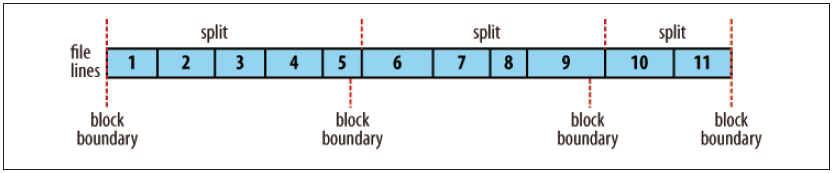 split split split
file
lines
1 2 3 4 5 6 7 8 9 10 11
block block block block
boundary boundary boundary boundary